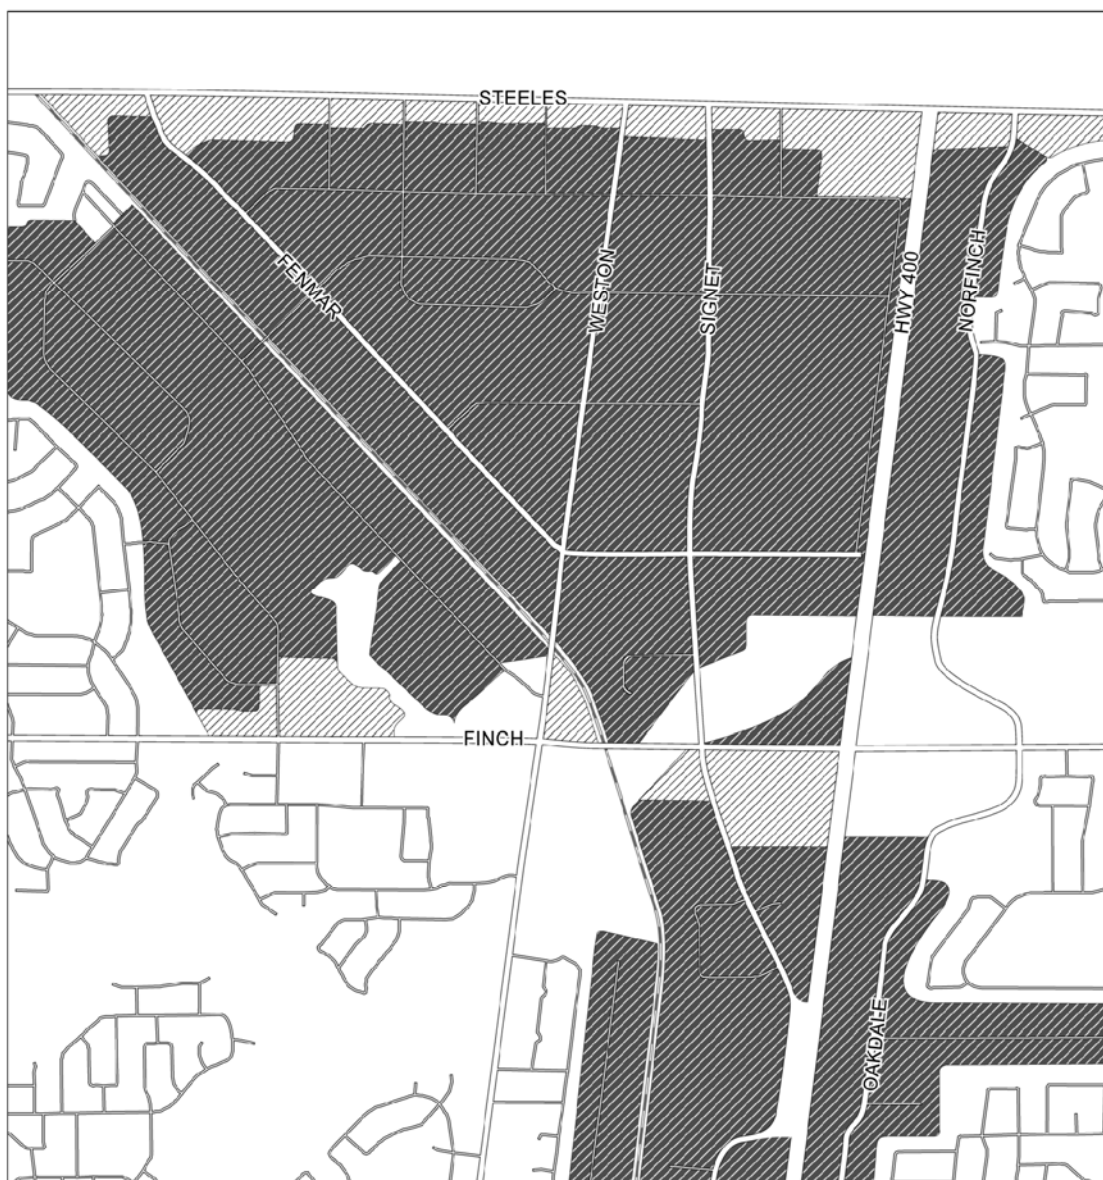 STEELES
FENMAR
WESTON
SIGNET
HWY 400
NORFINCH
FINCH
OAKDALE